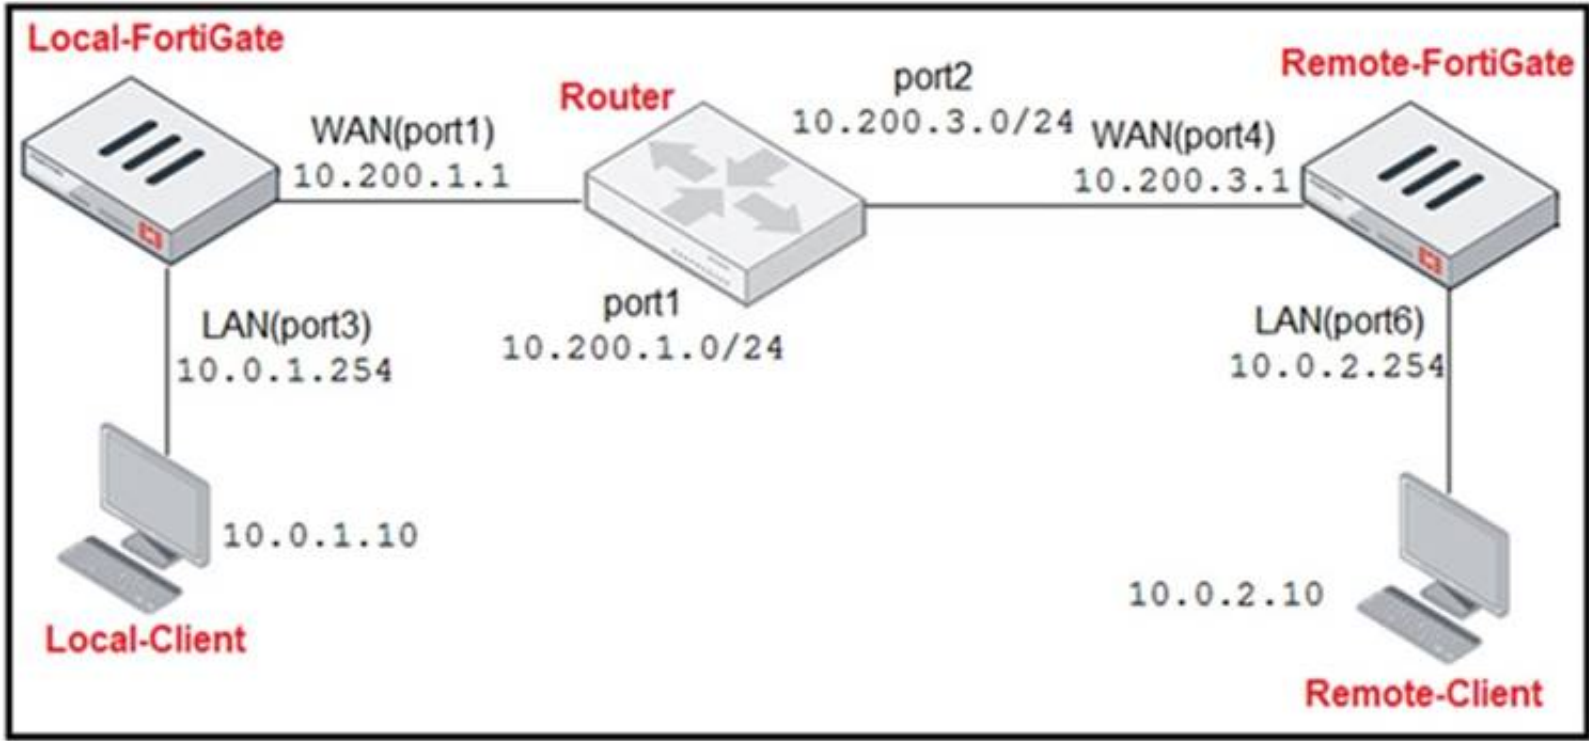 Local-FortiGate
WAN(port1)
10.200.1.1
Router
port2
10.200.3.0/24
WAN(port4)
10.200.3.1
Remote-FortiGate
LAN(port3)
10.0.1.254
port1
10.200.1.0/24
LAN(port6)
10.0.2.254
10.0.1.10
Local-Client
10.0.2.10
Remote-Client